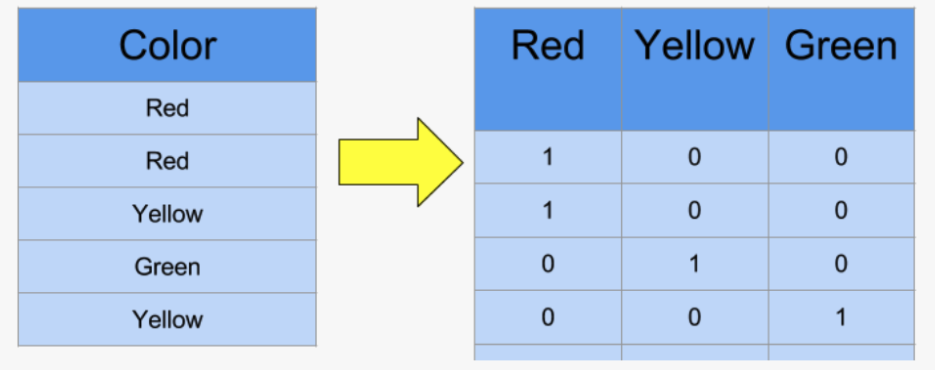 Color
Red
Red
Yellow
Green
Yellow
Red Yellow Green
1 0 0
1 0 0
0 1 0
0 0 1